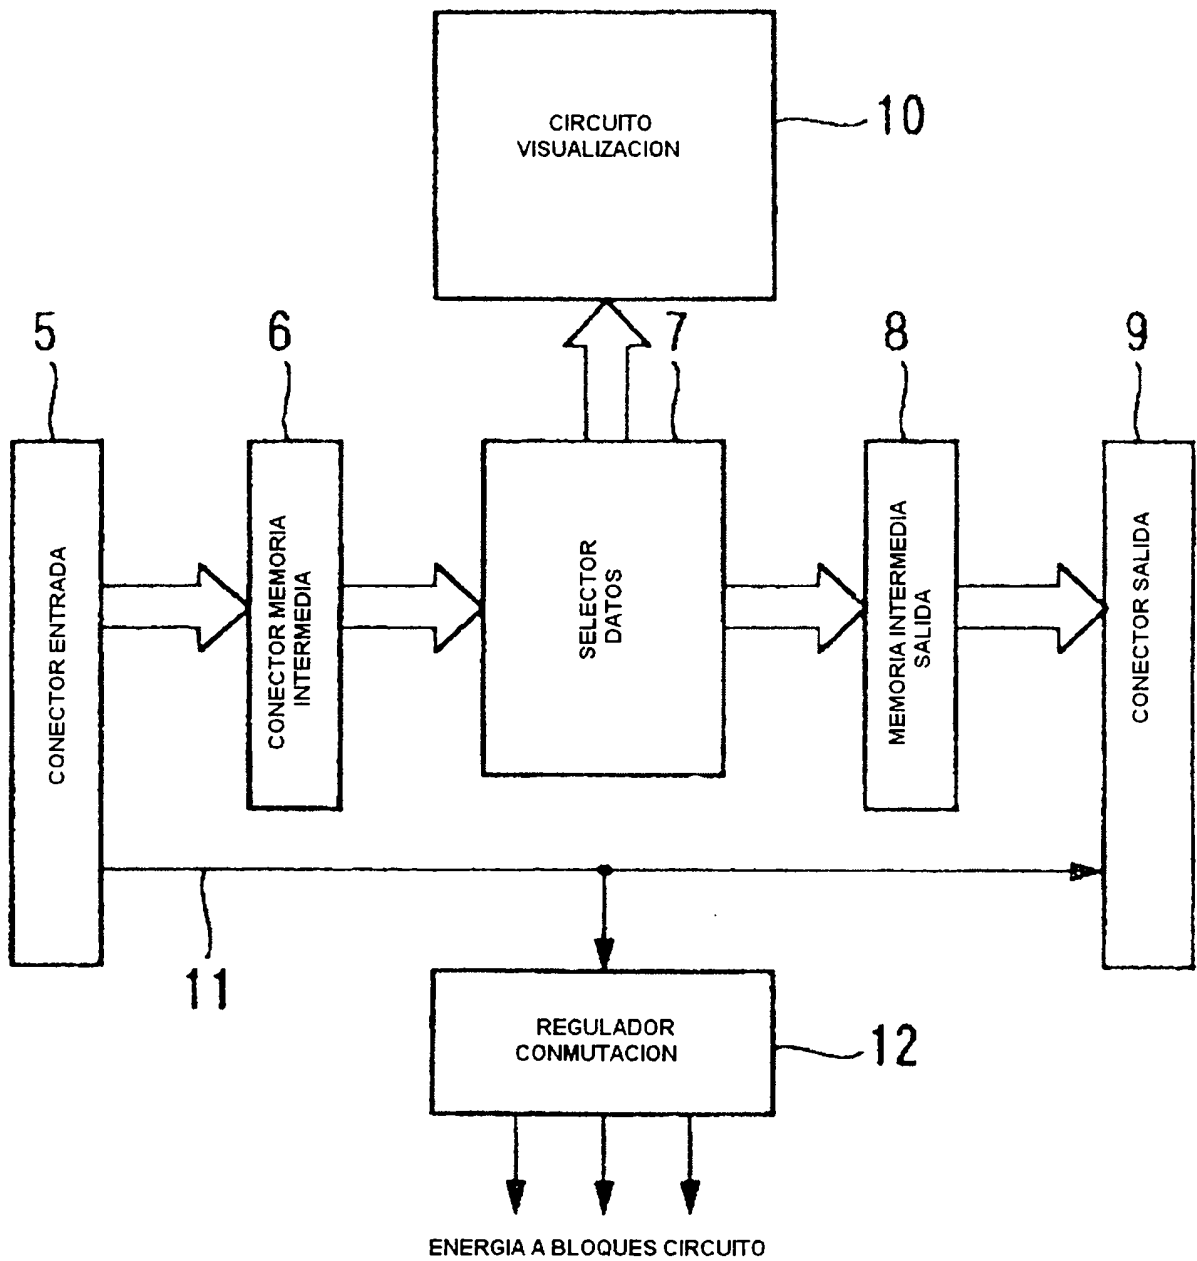 CIRCUITO
VISUALIZACION
10
5
6
7
8
9
CONECTOR ENTRADA
CONECTOR MEMORIA
INTERMEDIA
SELECTOR
DATOS
MEMORIA INTERMEDIA
SALIDA
CONECTOR SALIDA
11
REGULADOR
CONMUTACION
12
ENERGIA A BLOQUES CIRCUITO